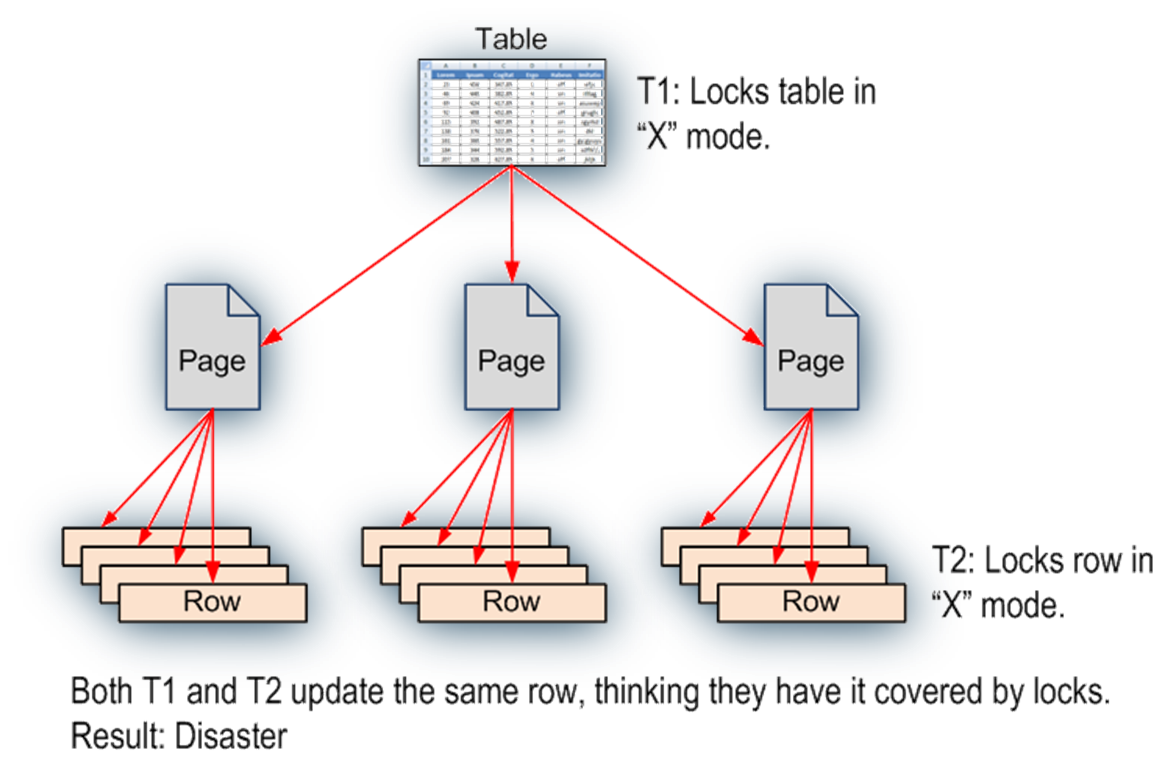 Table
A B C D E F
T1: Locks table in
“X” mode.
Page Page Page
Row Row Row
T2: Locks row in
“X” mode.
Both T1 and T2 update the same row, thinking they have it covered by locks.
Result: Disaster